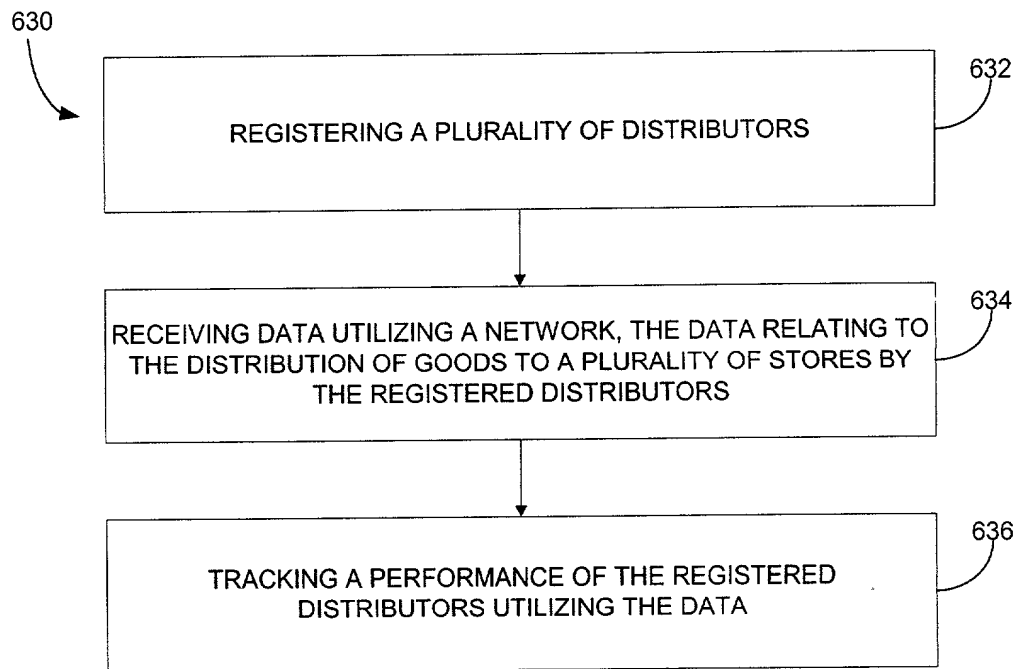 630
632
REGISTERING A PLURALITY OF DISTRIBUTORS
634
RECEIVING DATA UTILIZING A NETWORK, THE DATA RELATING TO
THE DISTRIBUTION OF GOODS TO A PLURALITY OF STORES BY
THE REGISTERED DISTRIBUTORS
636
TRACKING A PERFORMANCE OF THE REGISTERED
DISTRIBUTORS UTILIZING THE DATA